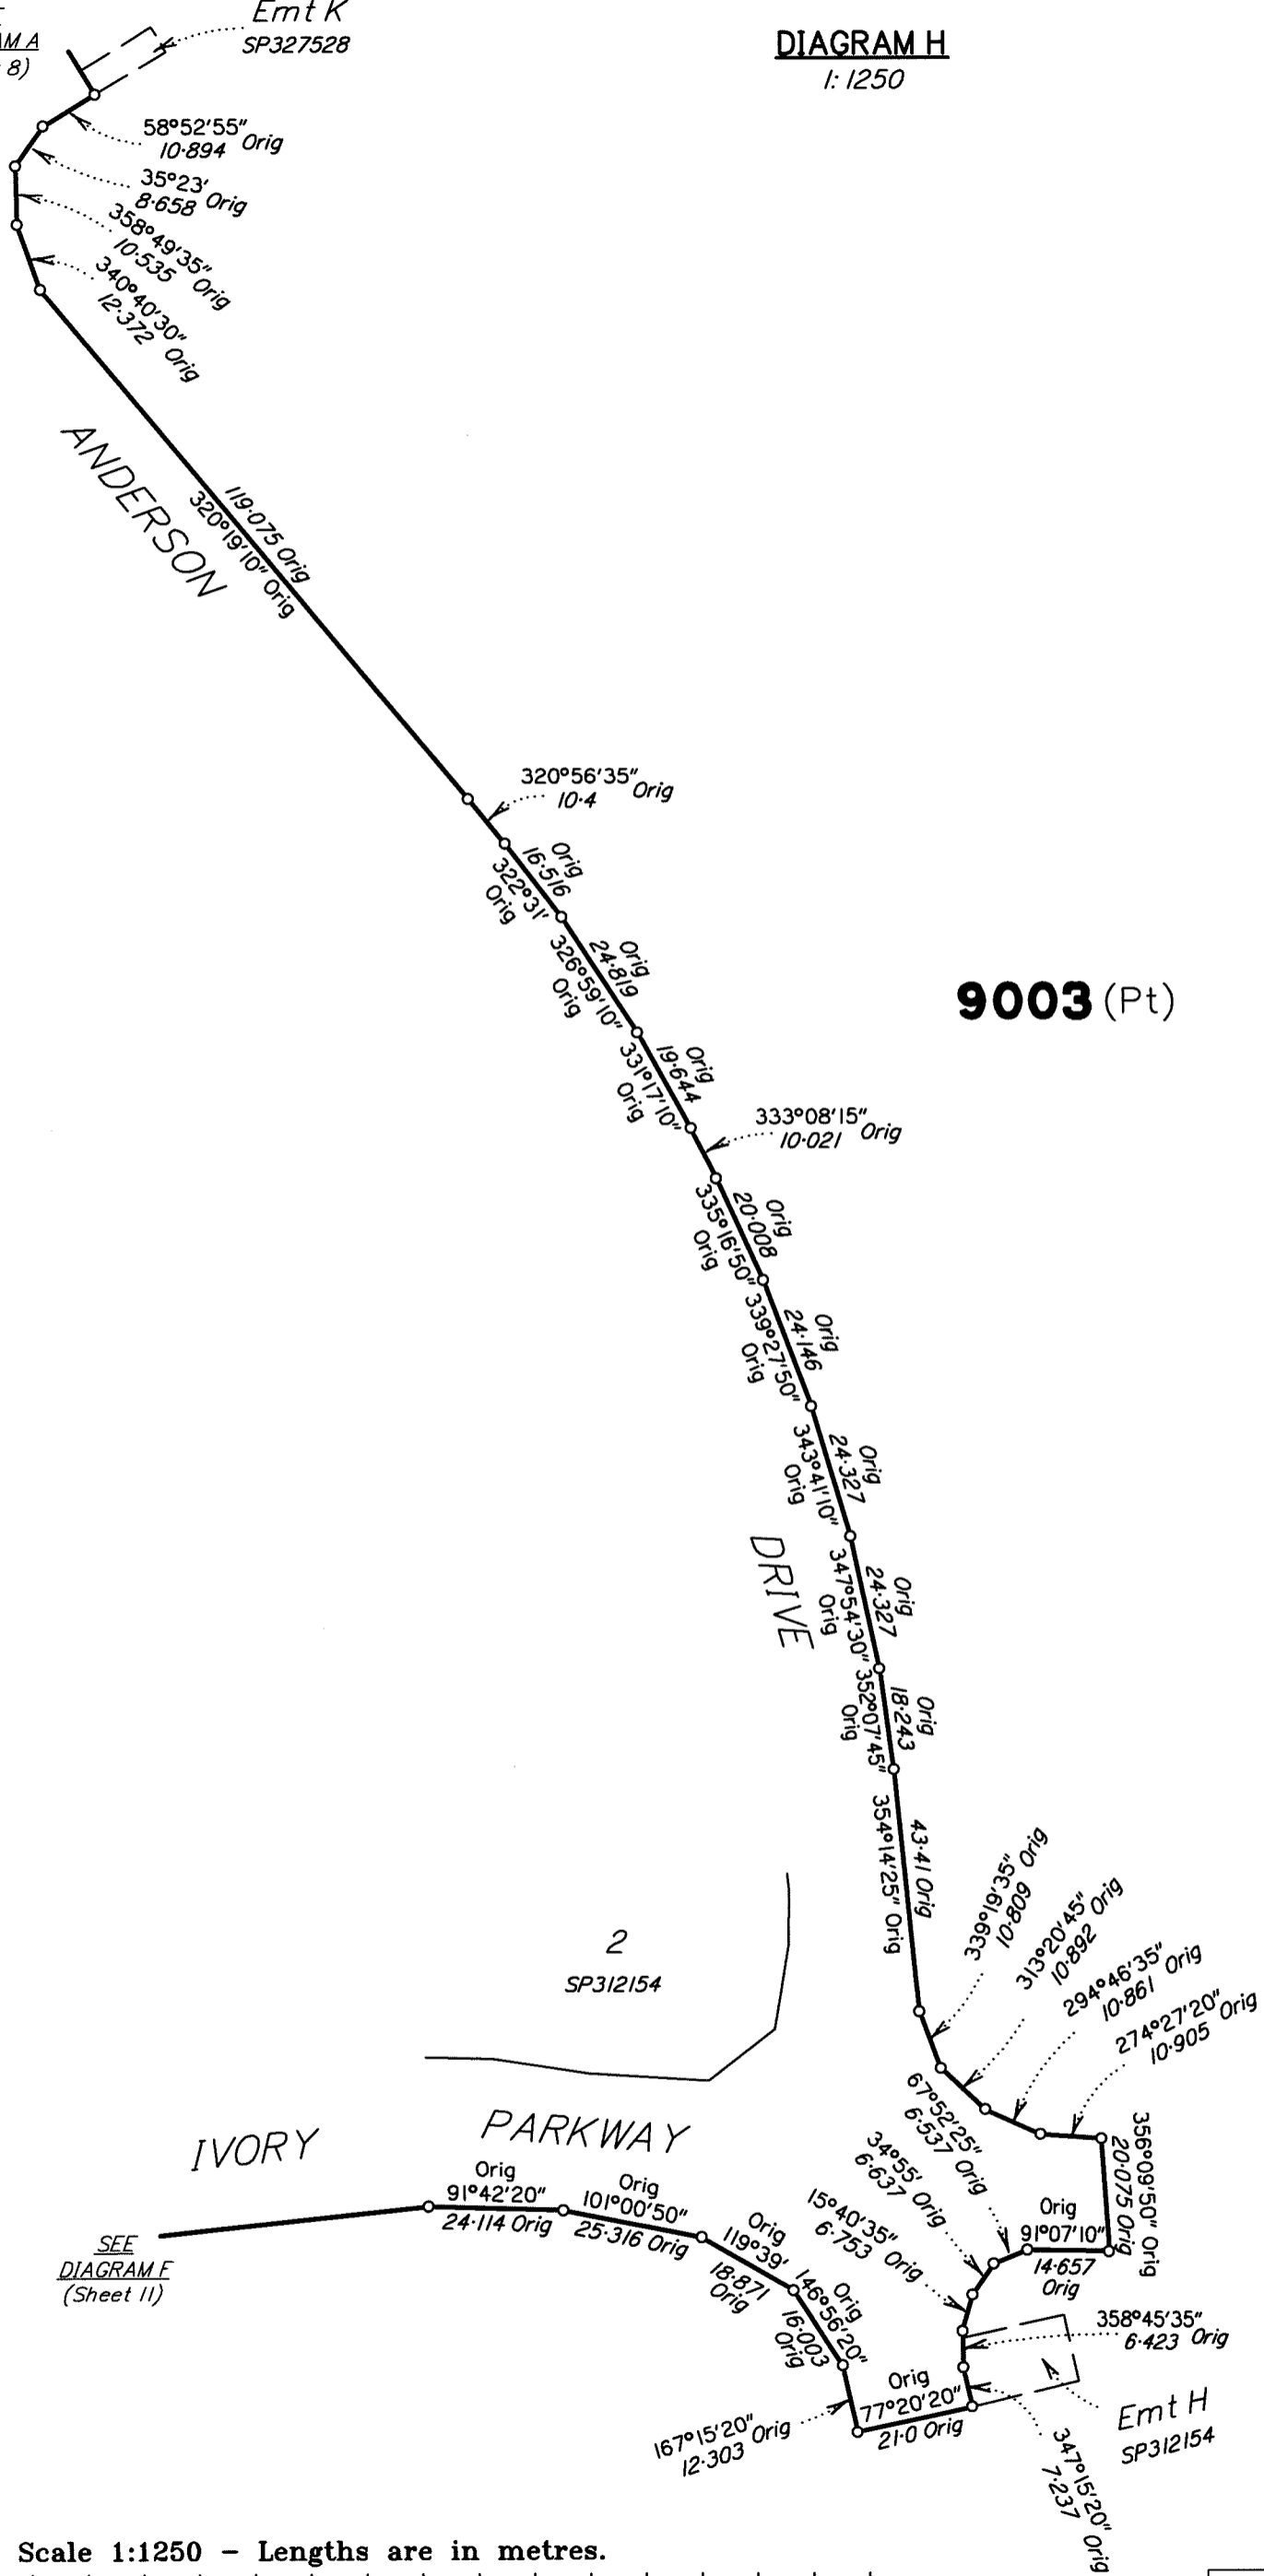 AM A
8)
Emt K
SP327528
DIAGRAM H
1: 1250
58°52'55" Orig
10·894
35°23' Orig
8·658
358°49'35" Orig
10·535
340°40'30" Orig
12·372
ANDERSON
119·075 Orig
320°19'10" Orig
320°56'35" Orig
10·4
Orig
16·516
322°31'
Orig
Orig
24·819
326°59'10"
Orig
9003 (Pt)
Orig
19·644
331°17'10"
Orig
333°08'15" Orig
10·021
Orig
20·008
335°16'50"
Orig
Orig
24·146
339°27'50"
Orig
Orig
24·327
343°41'10"
Orig
DRIVE
Orig
24·327
347°54'30"
Orig
Orig
18·243
352°07'45"
Orig
43·41 Orig
354°14'25" Orig
339°19'35" Orig
10·809
313°20'45" Orig
10·892
294°46'35" Orig
10·861
274°27'20" Orig
10·905
2
SP312154
IVORY PARKWAY
67°52'25" Orig
6·537
34°55' Orig
6·637
15°40'35" Orig
6·753
356°09'50" Orig
20·075 Orig
Orig
91°07'10"
14·657
Orig
Orig
91°42'20"
24·114 Orig
Orig
101°00'50"
25·316 Orig
Orig
119°39'
18·871
Orig
Orig
146°56'20"
16·003
Orig
SEE
DIAGRAM F
(Sheet 11)
358°45'35"
6·423 Orig
Orig
77°20'20"
21·0 Orig
167°15'20" Orig
12·303
Emt H
SP312154
347°15'20" Orig
7·237
Scale 1:1250 - Lengths are in metres.